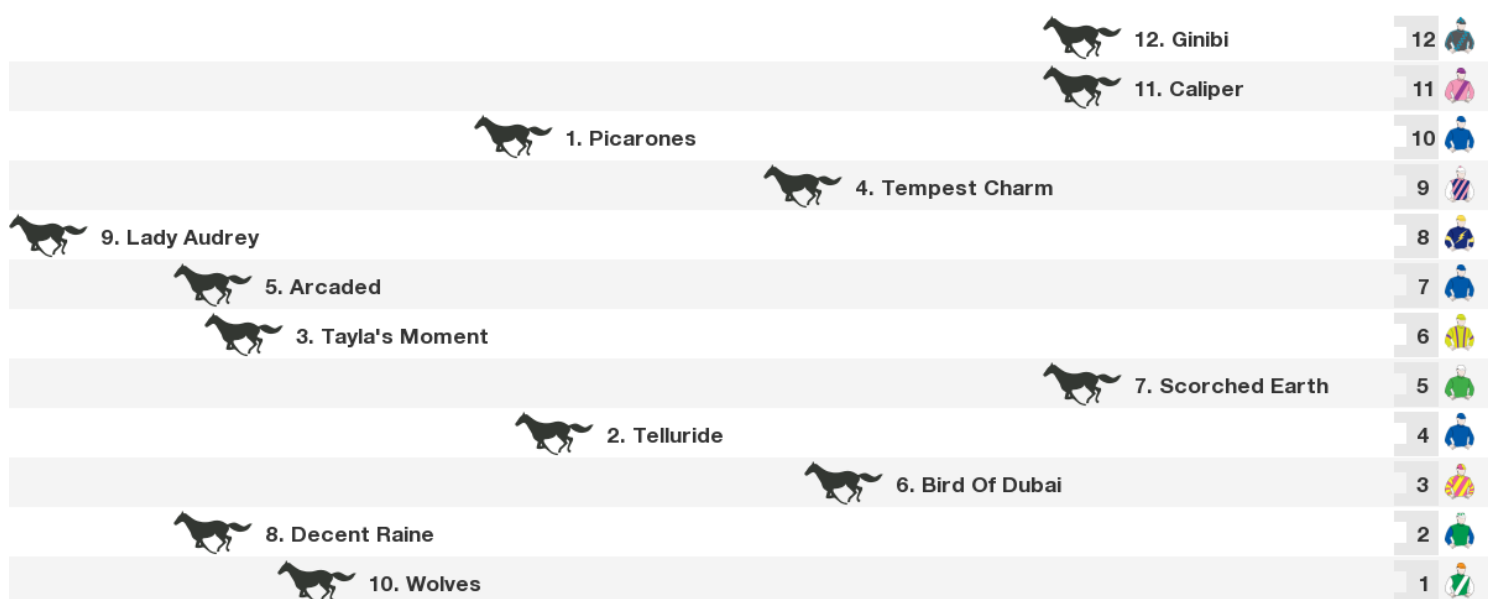 12. Ginibi 12
11. Caliper 11
1. Picarones 10
4. Tempest Charm 9
9. Lady Audrey 8
5. Arcaded 7
3. Tayla's Moment 6
7. Scorched Earth 5
2. Telluride 4
6. Bird Of Dubai 3
8. Decent Raine 2
10. Wolves 1